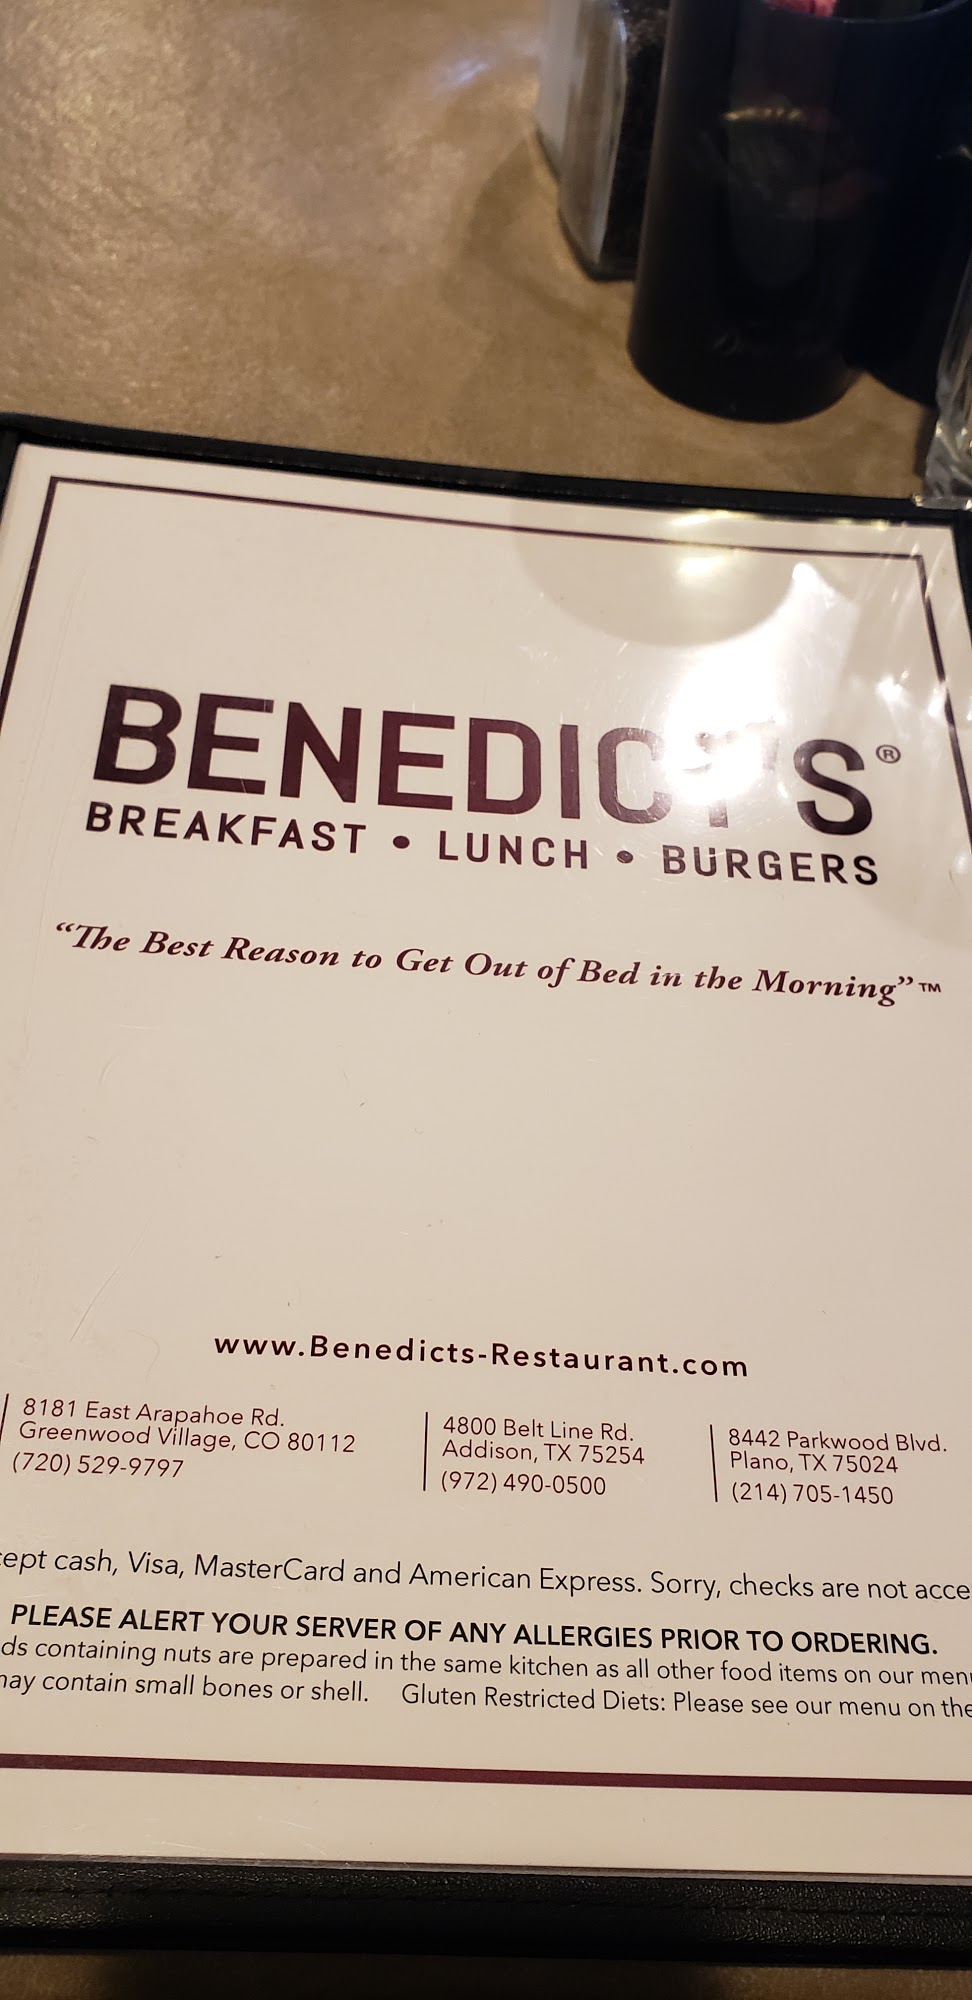 BENEDICT'S®
BREAKFAST • LUNCH • BURGERS
“The Best Reason to Get Out of Bed in the Morning”™
www.Benedicts-Restaurant.com
8181 East Arapahoe Rd.
Greenwood Village, CO 80112
(720) 529-9797
4800 Belt Line Rd.
Addison, TX 75254
(972) 490-0500
8442 Parkwood Blvd.
Plano, TX 75024
(214) 705-1450
cash, Visa, MasterCard and American Express. Sorry, checks are not
PLEASE ALERT YOUR SERVER OF ANY ALLERGIES PRIOR TO ORDERING.
containing nuts are prepared in the same kitchen as all other food items on our menu
may contain small bones or shell. Gluten Restricted Diets: Please see our menu on the